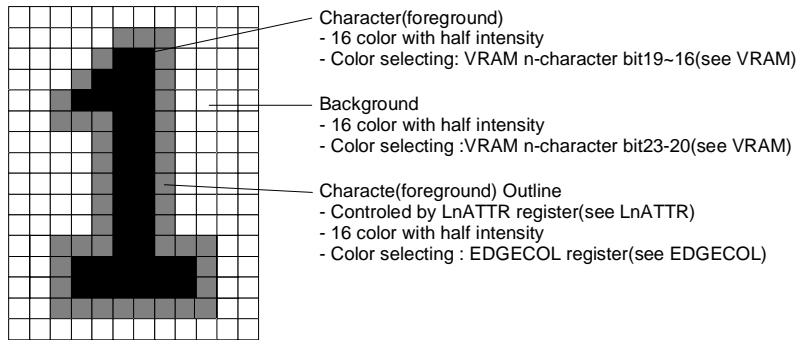 Character(foreground)
- 16 color with half intensity
- Color selecting: VRAM n-character bit19~16(see VRAM)
Background
- 16 color with half intensity
- Color selecting :VRAM n-character bit23-20(see VRAM)
Characte(foreground) Outline
- Controled by LnATTR register(see LnATTR)
- 16 color with half intensity
- Color selecting : EDGECOL register(see EDGECOL)